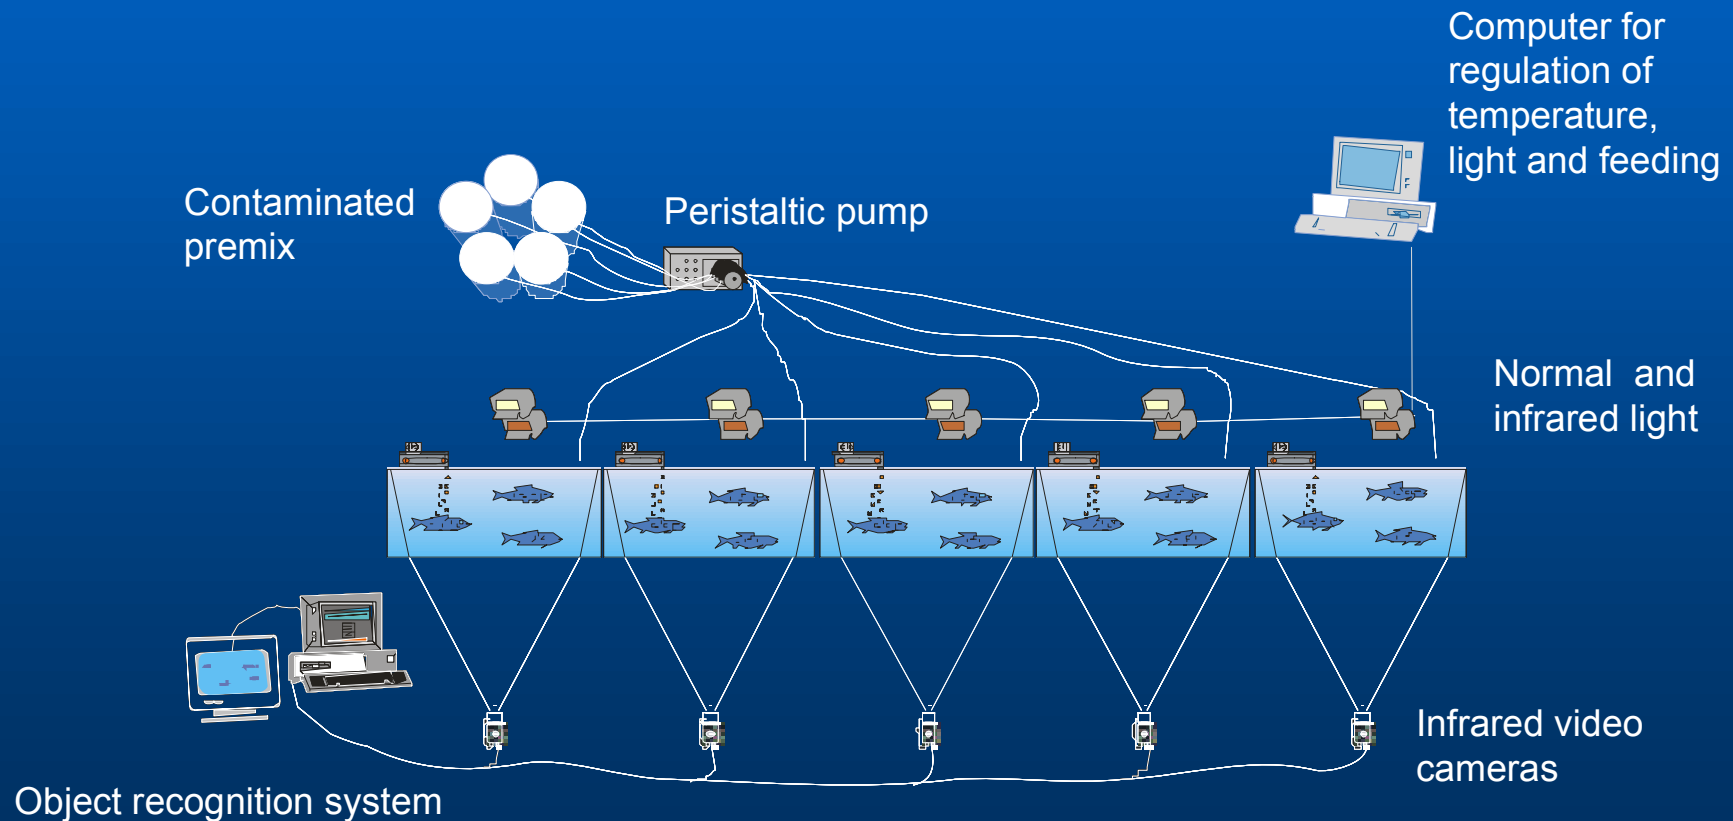 Computer for
regulation of
temperature,
light and feeding
Contaminated
premix
Peristaltic pump
Normal and
infrared light
Infrared video
cameras
Object recognition system